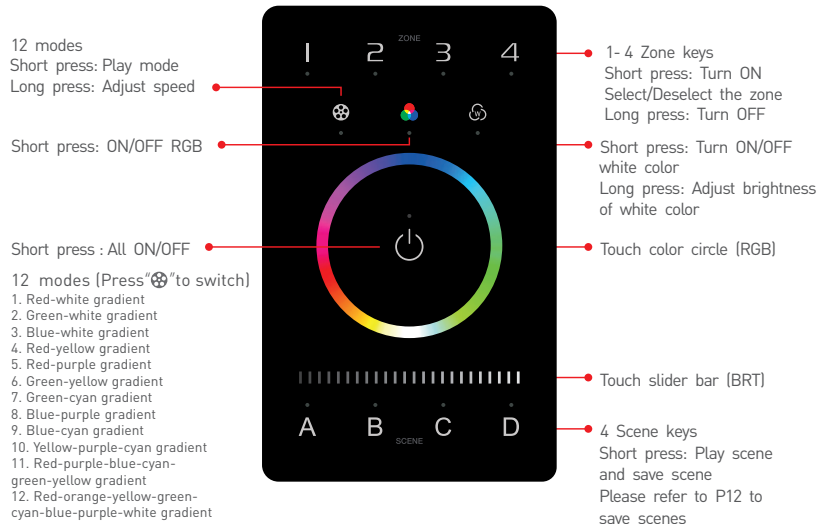 12 modes
Short press: Play mode
Long press: Adjust speed
Short press: ON/OFF RGB
Short press : All ON/OFF
12 modes (Press""to switch)
1. Red-white gradient
2. Green-white gradient
3. Blue-white gradient
4. Red-yellow gradient
5. Red-purple gradient
6. Green-yellow gradient
7. Green-cyan gradient
8. Blue-purple gradient
9. Blue-cyan gradient
10. Yellow-purple-cyan gradient
11. Red-purple-blue-cyan-
green-yellow gradient
12. Red-orange-yellow-green-
cyan-blue-purple-white gradient
ZONE
1 2 3 4
W
A B C D
SCENE
1- 4 Zone keys
Short press: Turn ON
Select/Deselect the zone
Long press: Turn OFF
Short press: Turn ON/OFF
white color
Long press: Adjust brightness
of white color
Touch color circle (RGB)
Touch slider bar (BRT)
4 Scene keys
Short press: Play scene
and save scene
Please refer to P12 to
save scenes